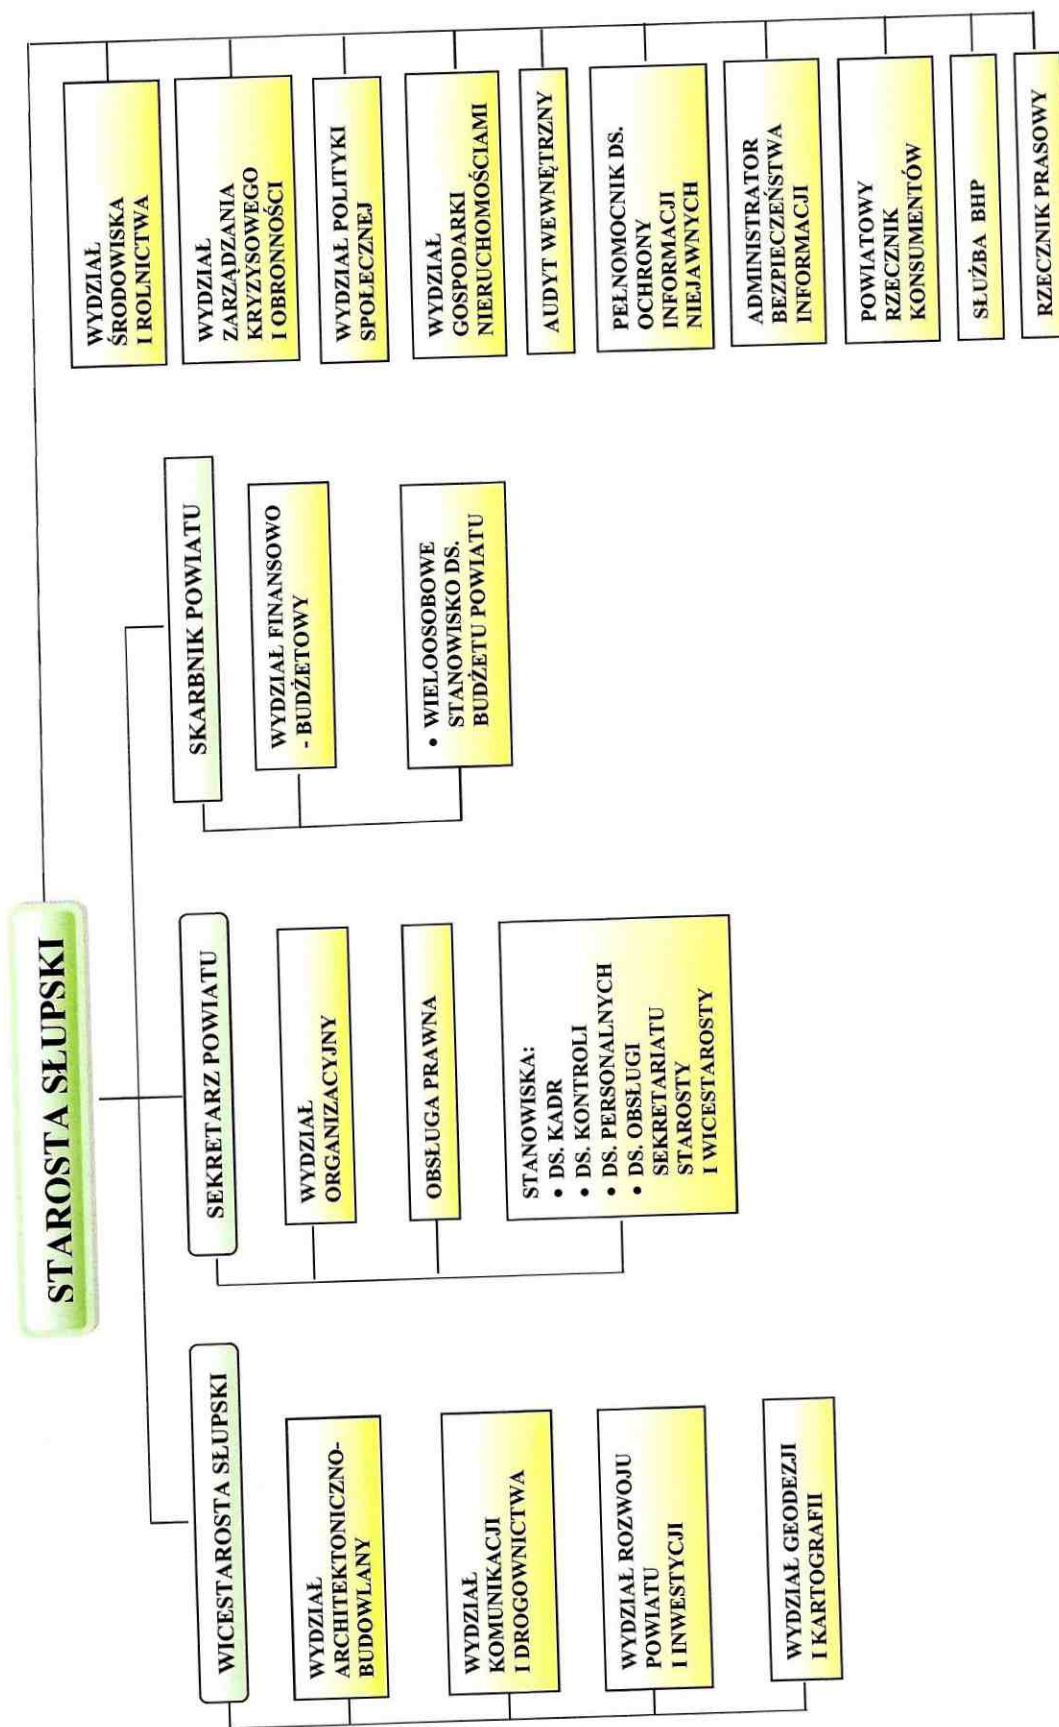 STAROSTA SŁUPSKI
WICESTAROSTA SŁUPSKI
WYDZIAŁ
ARCHITEKTONICZNO-
BUDOWLANY
WYDZIAŁ
KOMUNIKACJI
I DROGOWNICTWA
WYDZIAŁ ROZWOJU
POWIATU
I INWESTYCJI
WYDZIAŁ GEODEZJI
I KARTOGRAFII
SEKRETARZ POWIATU
WYDZIAŁ
ORGANIZACYJNY
OBSŁUGA PRAWNA
STANOWISKA:
• DS. KADR
• DS. KONTROLI
• DS. PERSONALNYCH
• DS. OBSŁUGI
SEKRETARIATU
STAROSTY
I WICESTAROSTY
SKARBNIK POWIATU
WYDZIAŁ FINANSOWO
- BUDŻETOWY
• WIELOOSOBOWE
STANOWISKO DS.
BUDŻETU POWIATU
WYDZIAŁ
ŚRODOWISKA
I ROLNICTWA
WYDZIAŁ
ZARZĄDZANIA
KRYZYSOWEGO
I OBRONNOŚCI
WYDZIAŁ POLITYKI
SPOŁECZNEJ
WYDZIAŁ
GOSPODARKI
NIERUCHOMOŚCIAMI
AUDYT WEWNĘTRZNY
PEŁNOMOCNIK DS.
OCHRONY
INFORMACJI
NIEJAWNYCH
ADMINISTRATOR
BEZPIECZEŃSTWA
INFORMACJI
POWIATOWY
RZECZNIK
KONSUMENTÓW
SŁUŻBA BHP
RZECZNIK PRASOWY